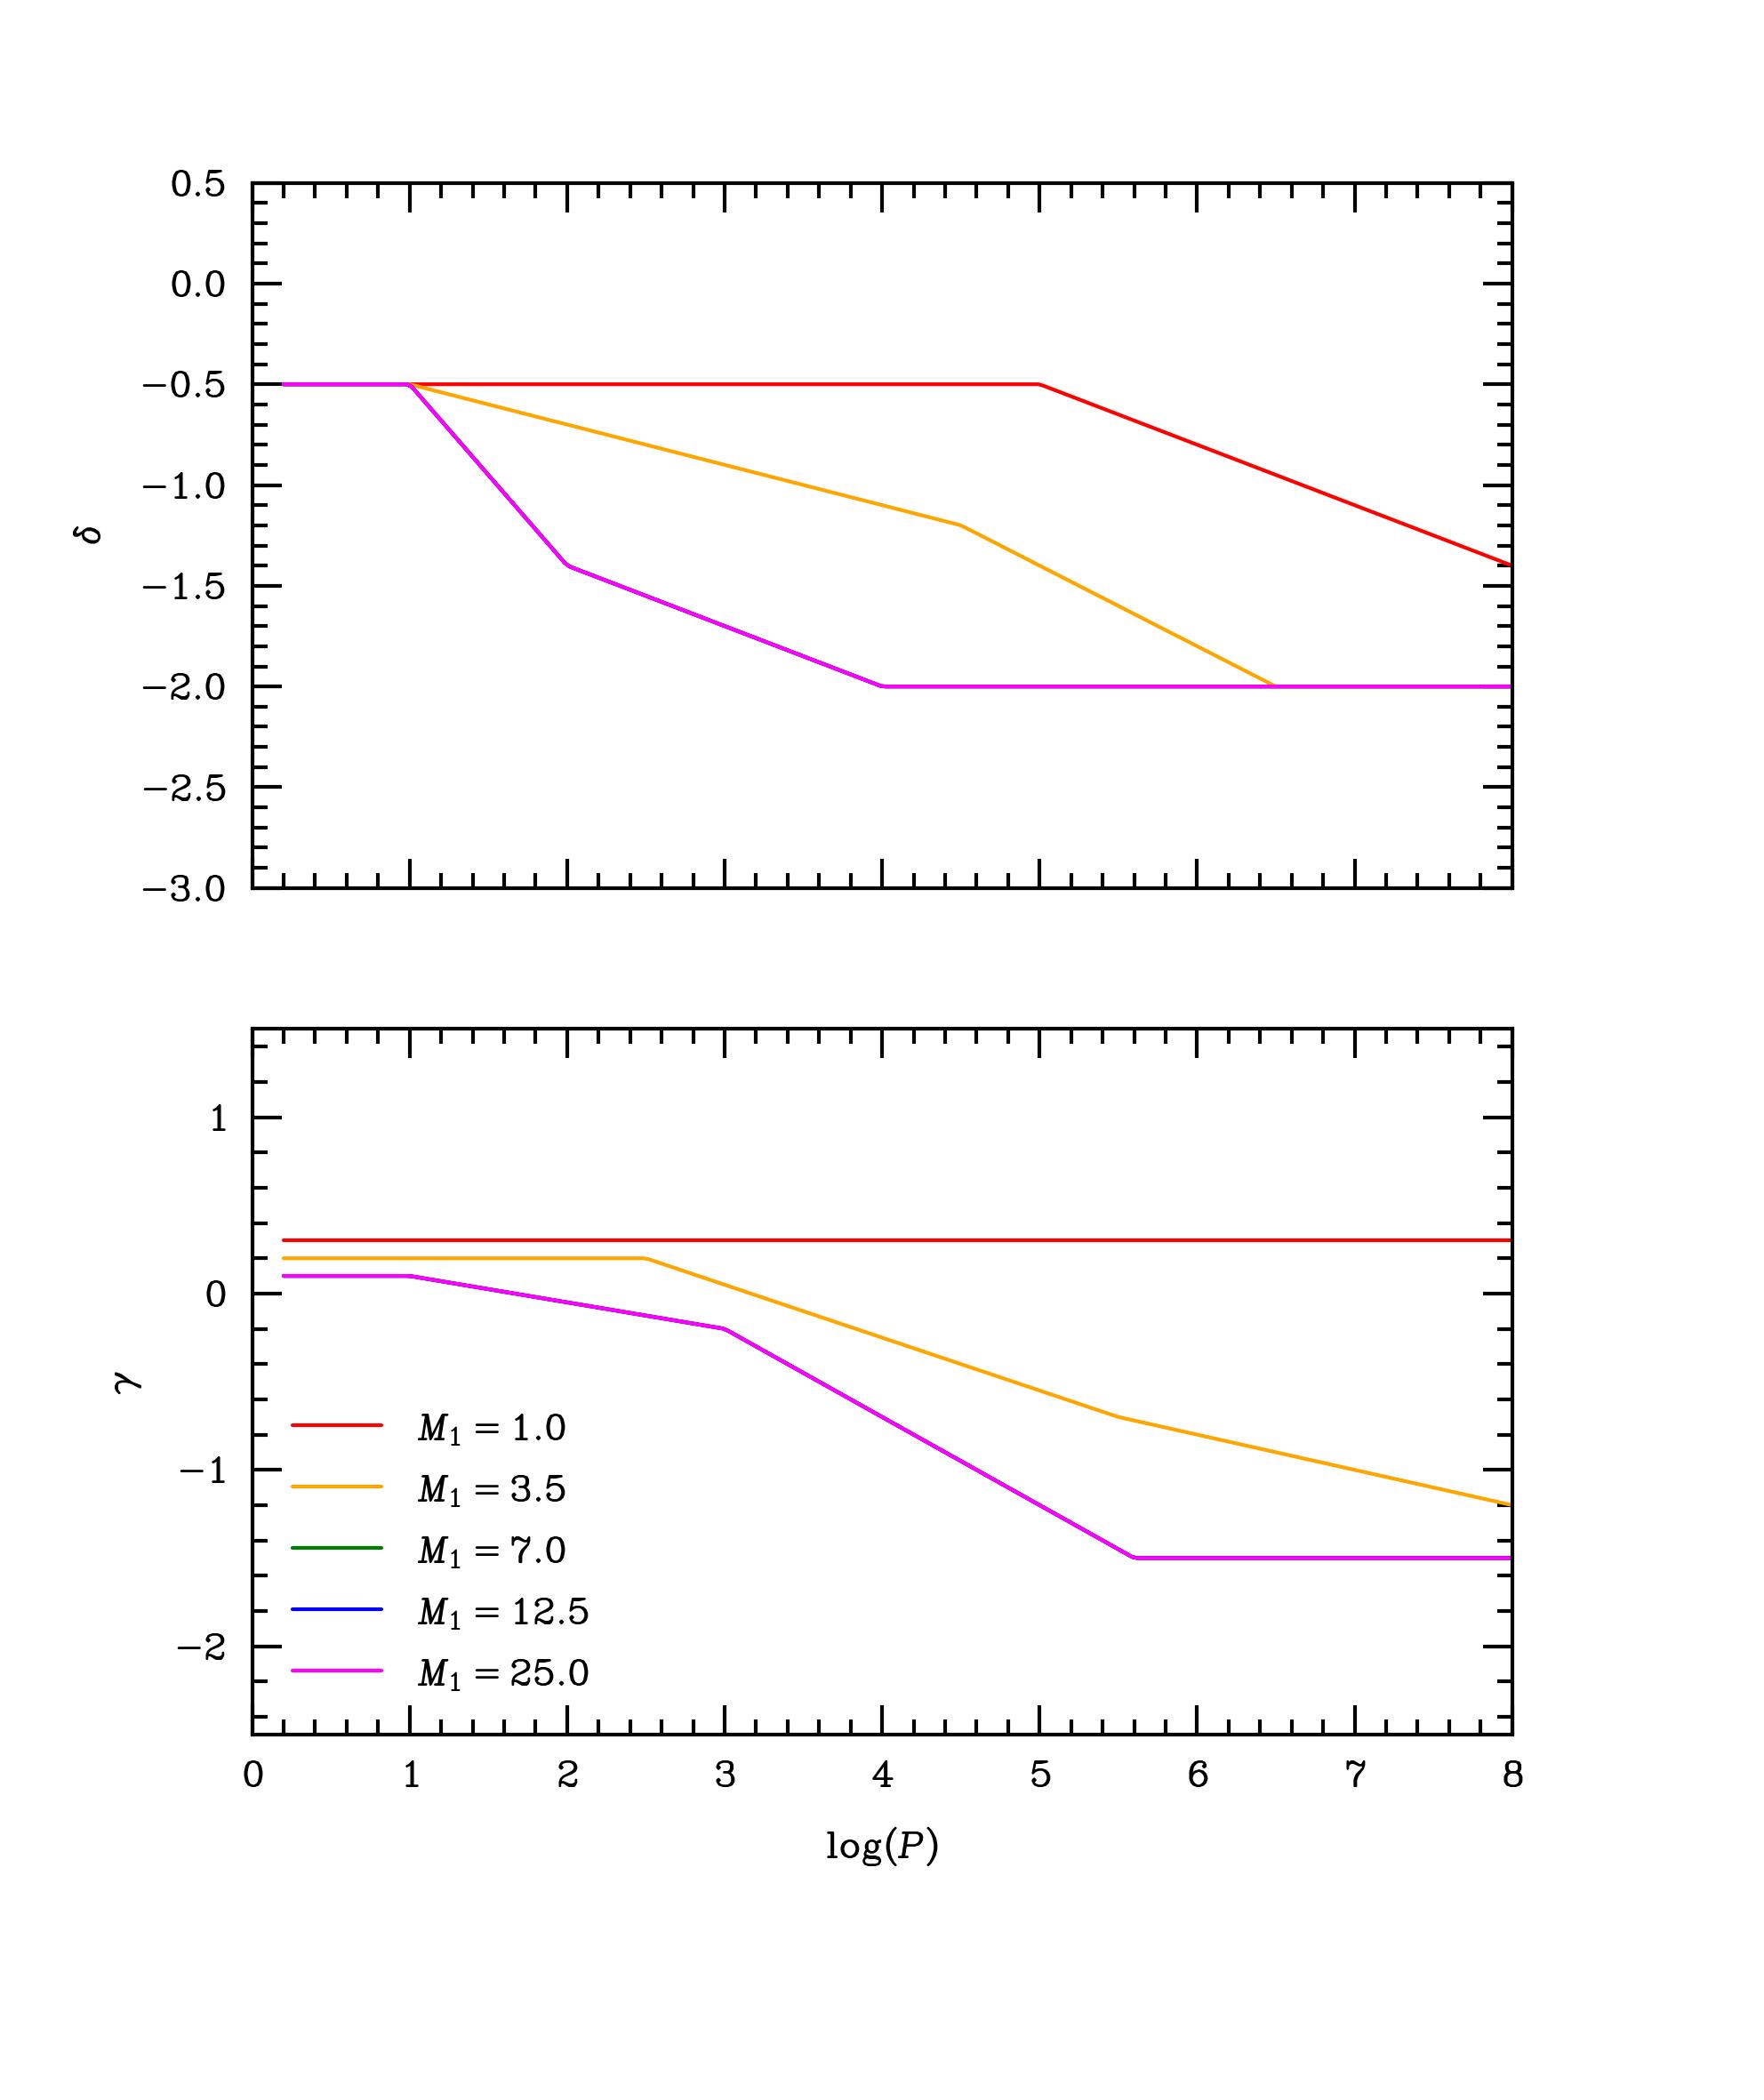 0.5
0.0
−0.5
−1.0
−1.5
−2.0
−2.5
−3.0
δ
1
0
−1
−2
γ
M₁ = 1.0
M₁ = 3.5
M₁ = 7.0
M₁ = 12.5
M₁ = 25.0
0 1 2 3 4 5 6 7 8
log(P)